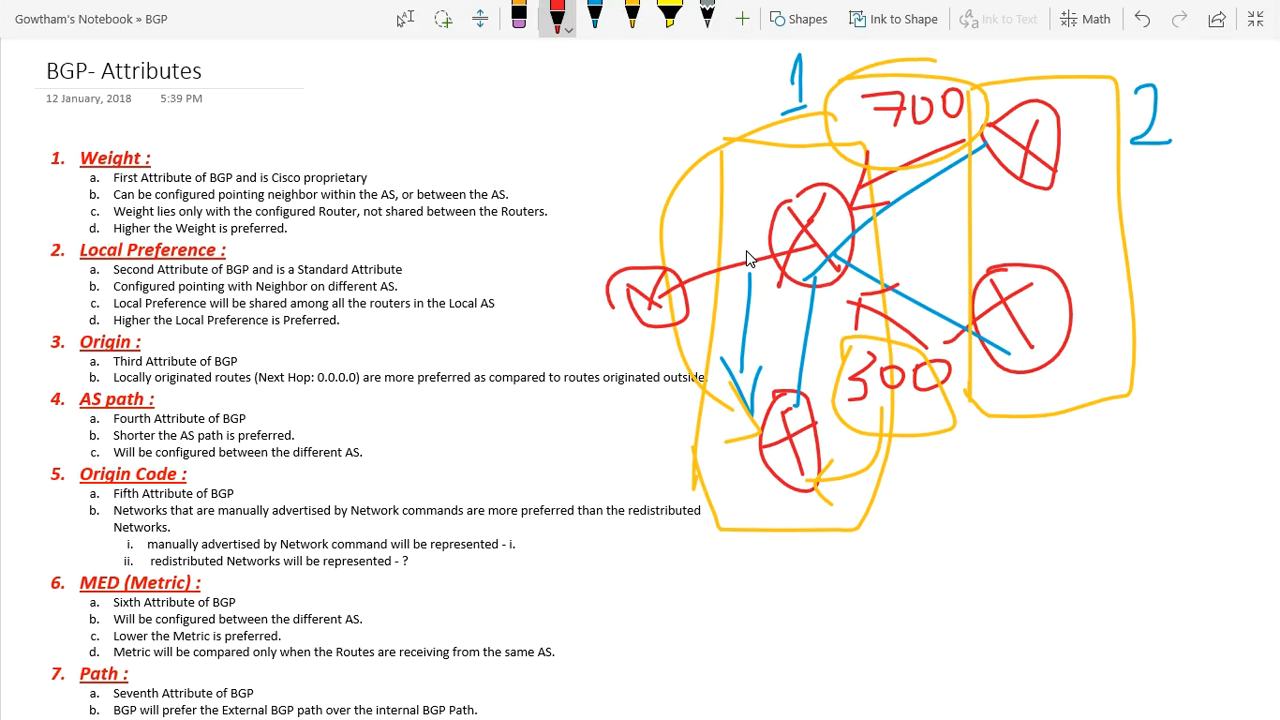 Gowtham's Notebook » BGP
Shapes
Ink to Shape
Ink to Text
Math
BGP- Attributes
12 January, 2018 5:39 PM
1. Weight :
a. First Attribute of BGP and is Cisco proprietary
b. Can be configured pointing neighbor within the AS, or between the AS.
c. Weight lies only with the configured Router, not shared between the Routers.
d. Higher the Weight is preferred.
2. Local Preference :
a. Second Attribute of BGP and is a Standard Attribute
b. Configured pointing with Neighbor on different AS.
c. Local Preference will be shared among all the routers in the Local AS
d. Higher the Local Preference is Preferred.
3. Origin :
a. Third Attribute of BGP
b. Locally originated routes (Next Hop: 0.0.0.0) are more preferred as compared to routes originated outside.
4. AS path :
a. Fourth Attribute of BGP
b. Shorter the AS path is preferred.
c. Will be configured between the different AS.
5. Origin Code :
a. Fifth Attribute of BGP
b. Networks that are manually advertised by Network commands are more preferred than the redistributed
Networks.
i. manually advertised by Network command will be represented - i.
ii. redistributed Networks will be represented - ?
6. MED (Metric) :
a. Sixth Attribute of BGP
b. Will be configured between the different AS.
c. Lower the Metric is preferred.
d. Metric will be compared only when the Routes are receiving from the same AS.
7. Path :
a. Seventh Attribute of BGP
b. BGP will prefer the External BGP path over the internal BGP Path.
1
700
2
300